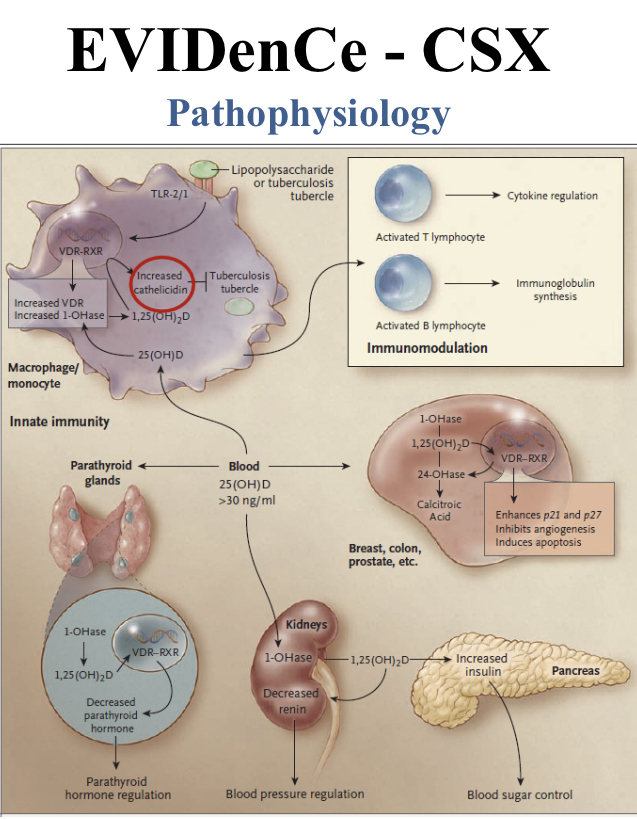 EVIDenCe - CSX
Pathophysiology
TLR-2/1
Lipopolysaccharide
or tuberculosis
tubercle
VDR-RXR
Increased
cathelicidin
Tuberculosis
tubercle
Increased VDR
Increased 1-OHase
1,25(OH)2D
25(OH)D
Macrophage/
monocyte
Innate immunity
Cytokine regulation
Activated T lymphocyte
Immunoglobulin
synthesis
Activated B lymphocyte
Immunomodulation
Parathyroid
glands
Blood
25(OH)D
>30 ng/ml
1-OHase
1,25(OH)2D
VDR–RXR
24-OHase
Calcitroic
Acid
Enhances p21 and p27
Inhibits angiogenesis
Induces apoptosis
Breast, colon,
prostate, etc.
1-OHase
VDR–RXR
1,25(OH)2D
Decreased
parathyroid
hormone
Parathyroid
hormone regulation
Kidneys
1-OHase
1,25(OH)2D
Decreased
renin
Blood pressure regulation
Increased
insulin
Pancreas
Blood sugar control